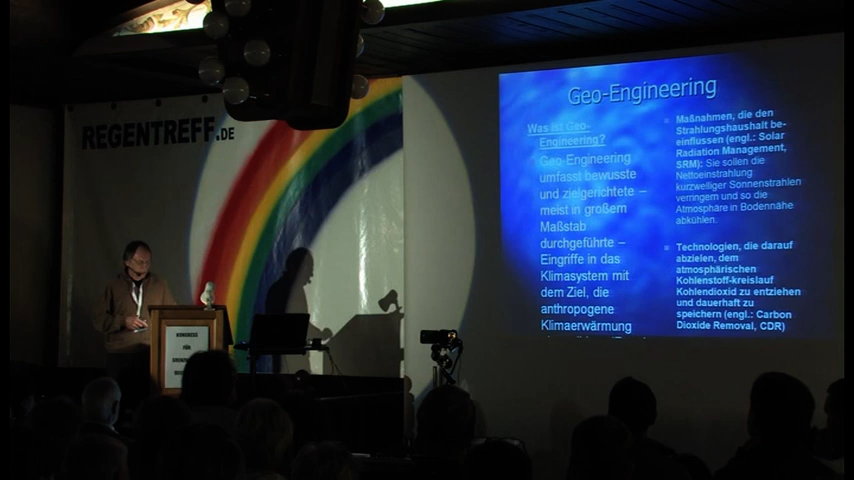 REGENTREFF.DE
Geo-Engineering
Was ist Geo-
Engineering?
Geo-Engineering
umfasst bewusste
und zielgerichtete –
meist in großem
Maßstab
durchgeführte –
Eingriffe in das
Klimasystem mit
dem Ziel, die
anthropogene
Klimaerwärmung
Maßnahmen, die den
Strahlungshaushalt be-
einflussen (engl.: Solar
Radiation Management,
SRM): Sie sollen die
Nettoeinstrahlung
kurzwelliger Sonnenstrahlen
verringern und so die
Atmosphäre in Bodennähe
abkühlen.
Technologien, die darauf
abzielen, dem
atmosphärischen
Kohlenstoff-kreislauf
Kohlendioxid zu entziehen
und dauerhaft zu
speichern (engl.: Carbon
Dioxide Removal, CDR)
KONGRESS
FÜR